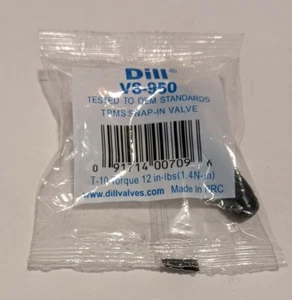 Dill®
VS-950
TESTED TO OEM STANDARDS
TPMS SNAP-IN VALVE
0 91714 00709 6
T-10 Torque 12 in-lbs(1.4N-m)
www.dillvalves.com Made In PRC